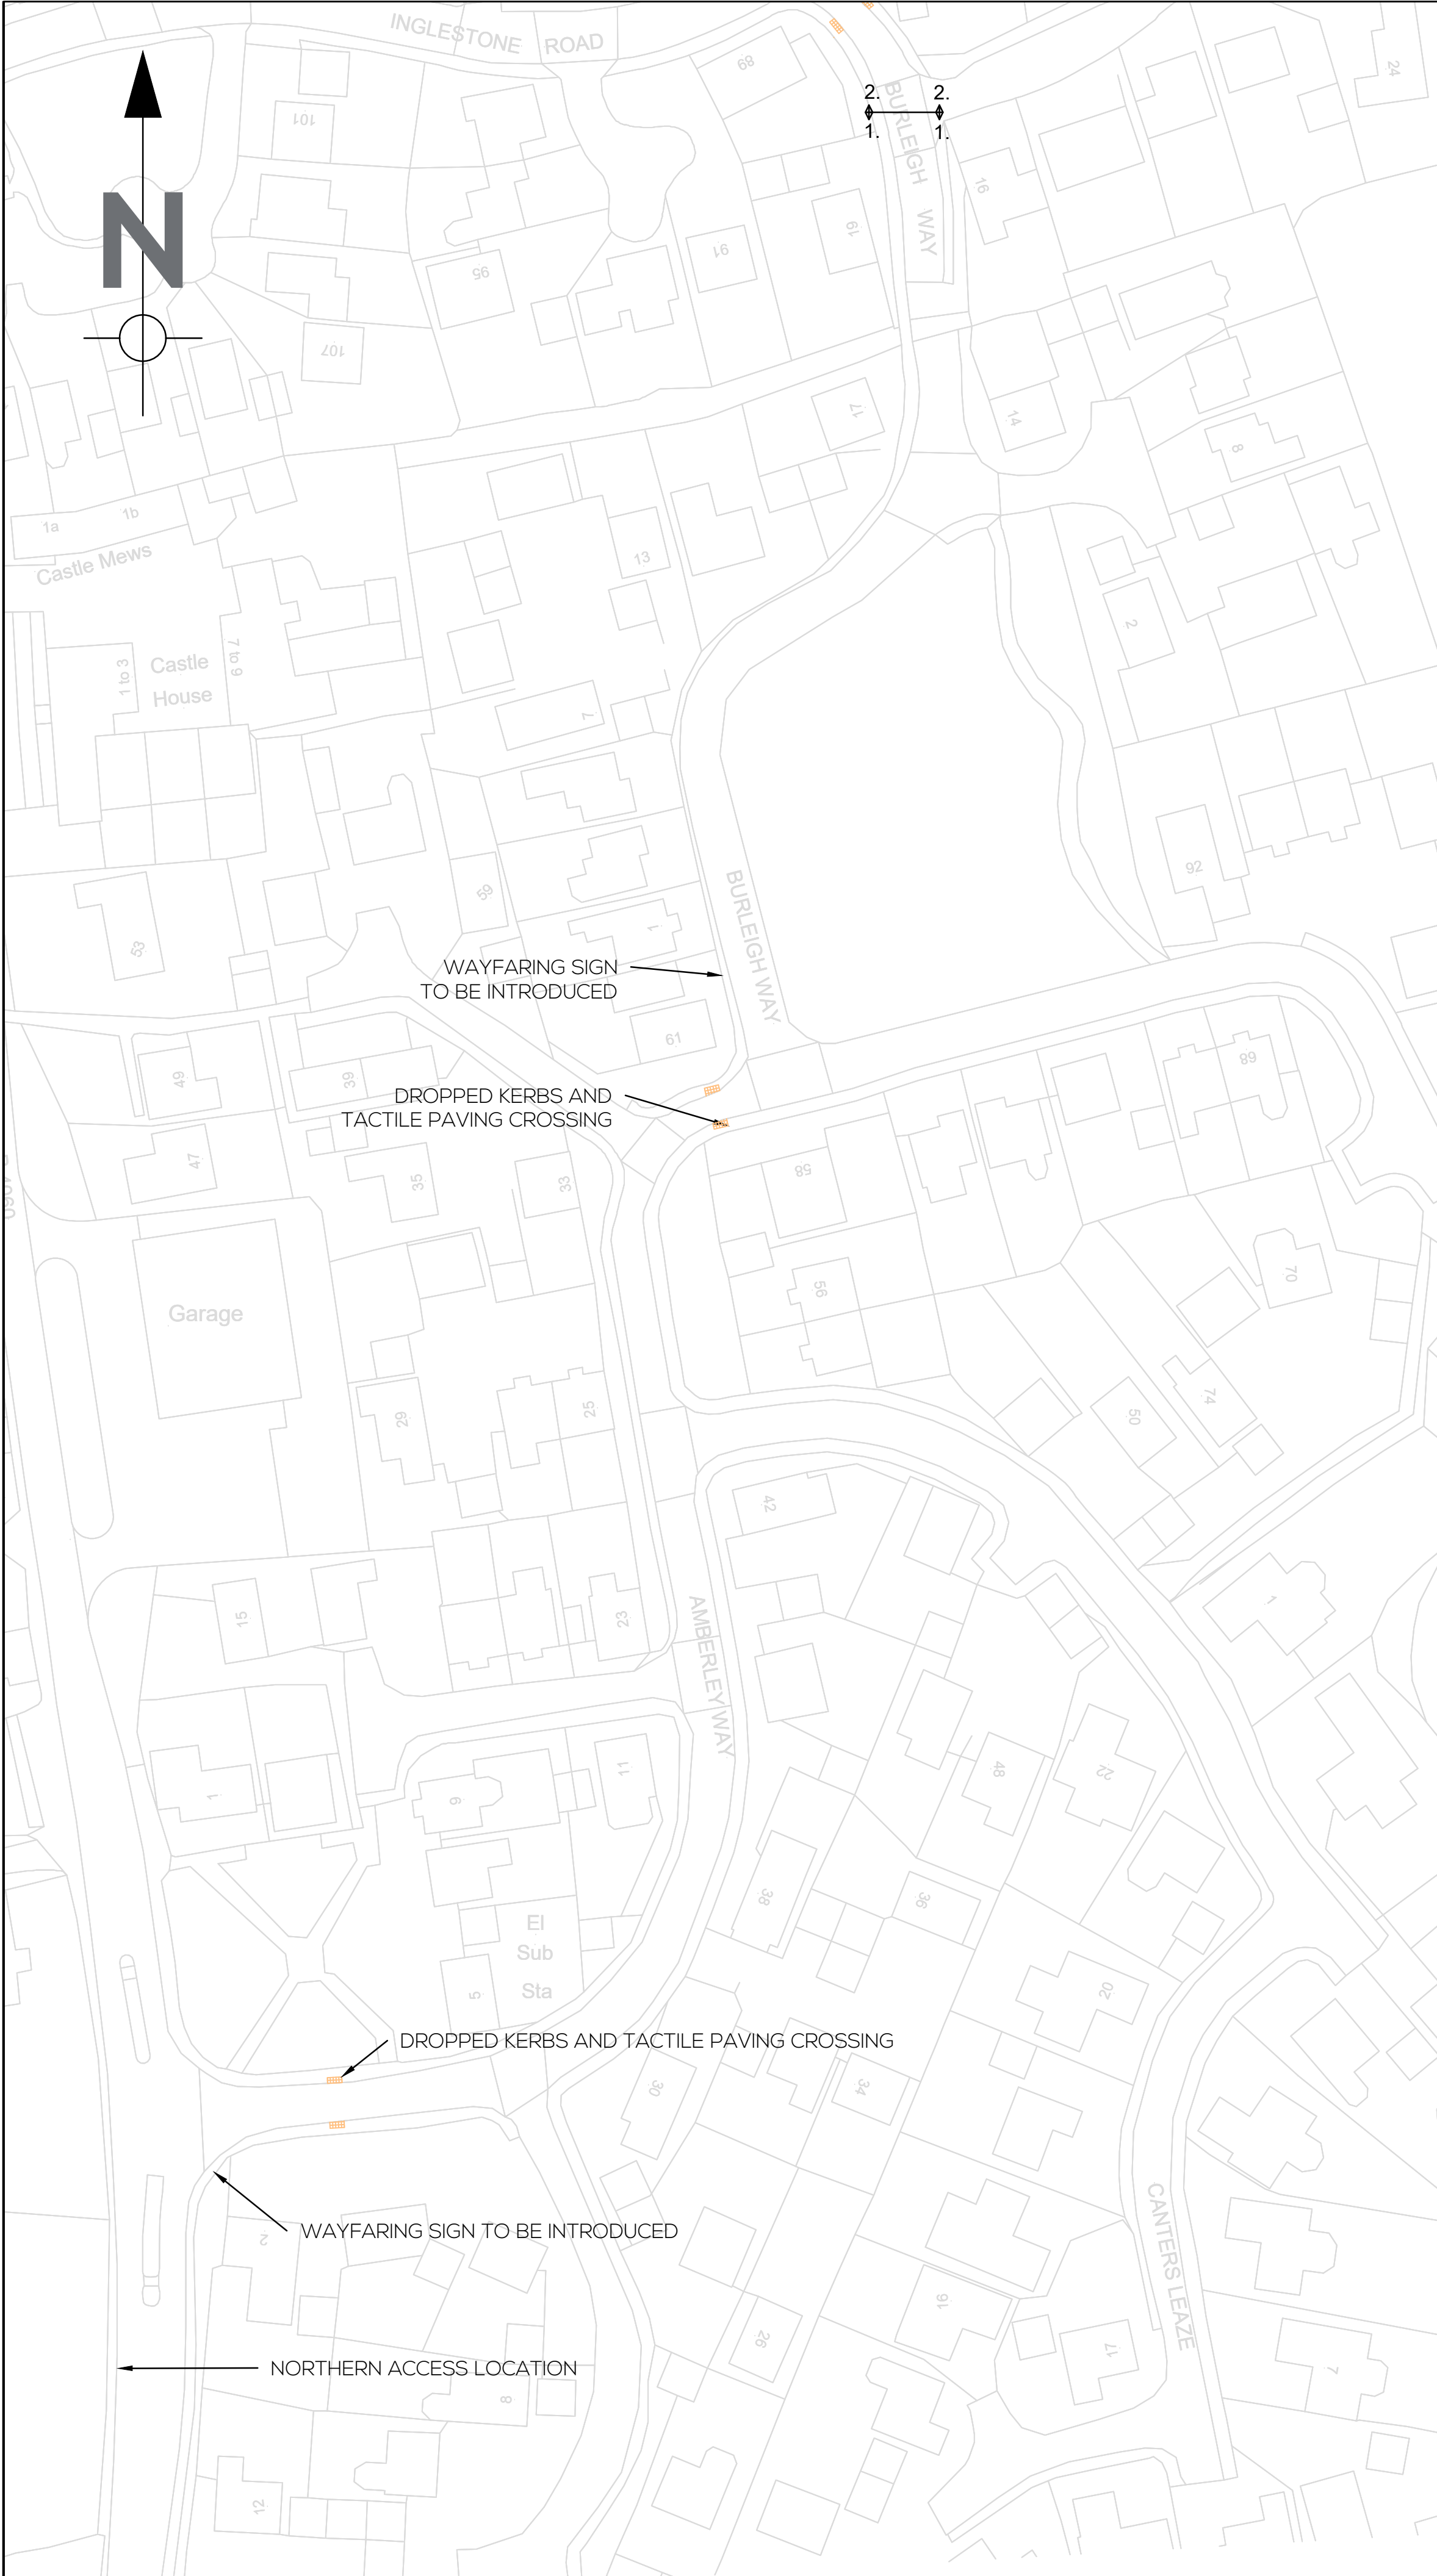 INGLESTONE ROAD
89
24
101
2. 2.
1. 1.
BURLEIGH WAY
N
16
19
91
95
107
17
14
8
1a 1b
Castle Mews
13
2
1 to 3
Castle
House
7 to 9
7
92
59
53
1
BURLEIGH WAY
WAYFARING SIGN
TO BE INTRODUCED
61
49
39
DROPPED KERBS AND
TACTILE PAVING CROSSING
47
35
33
58
56
70
Garage
29
25
50
74
42
15
23
1
AMBERLEY WAY
1
9
11
48
22
38
36
El
Sub
Sta
5
20
DROPPED KERBS AND TACTILE PAVING CROSSING
30
34
WAYFARING SIGN TO BE INTRODUCED
2
CANTERS LEAZE
16
26
17
7
NORTHERN ACCESS LOCATION
8
12